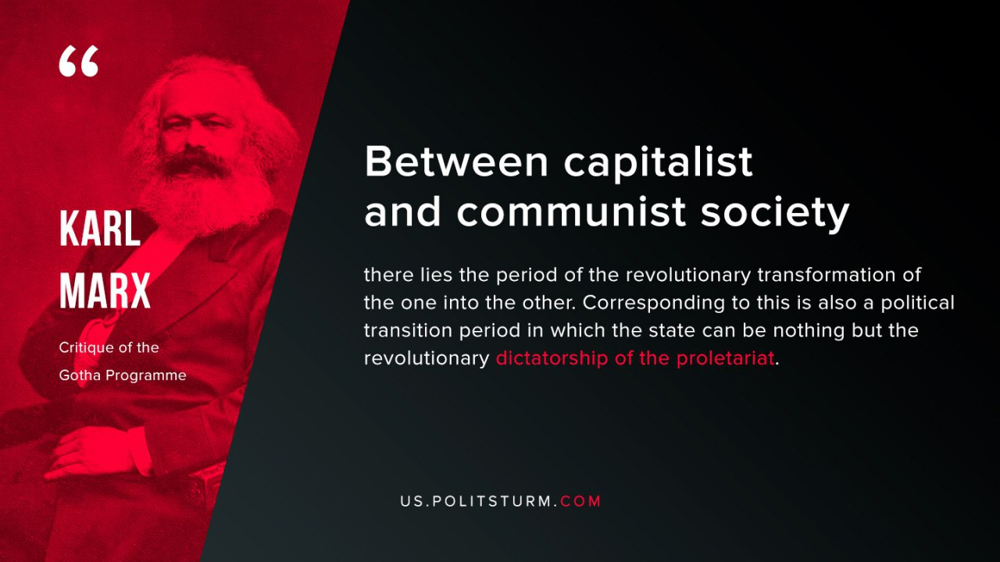 “
KARL
MARX
Critique of the
Gotha Programme
Between capitalist
and communist society
there lies the period of the revolutionary transformation of
the one into the other. Corresponding to this is also a political
transition period in which the state can be nothing but the
revolutionary dictatorship of the proletariat.
US.POLITSTURM.COM